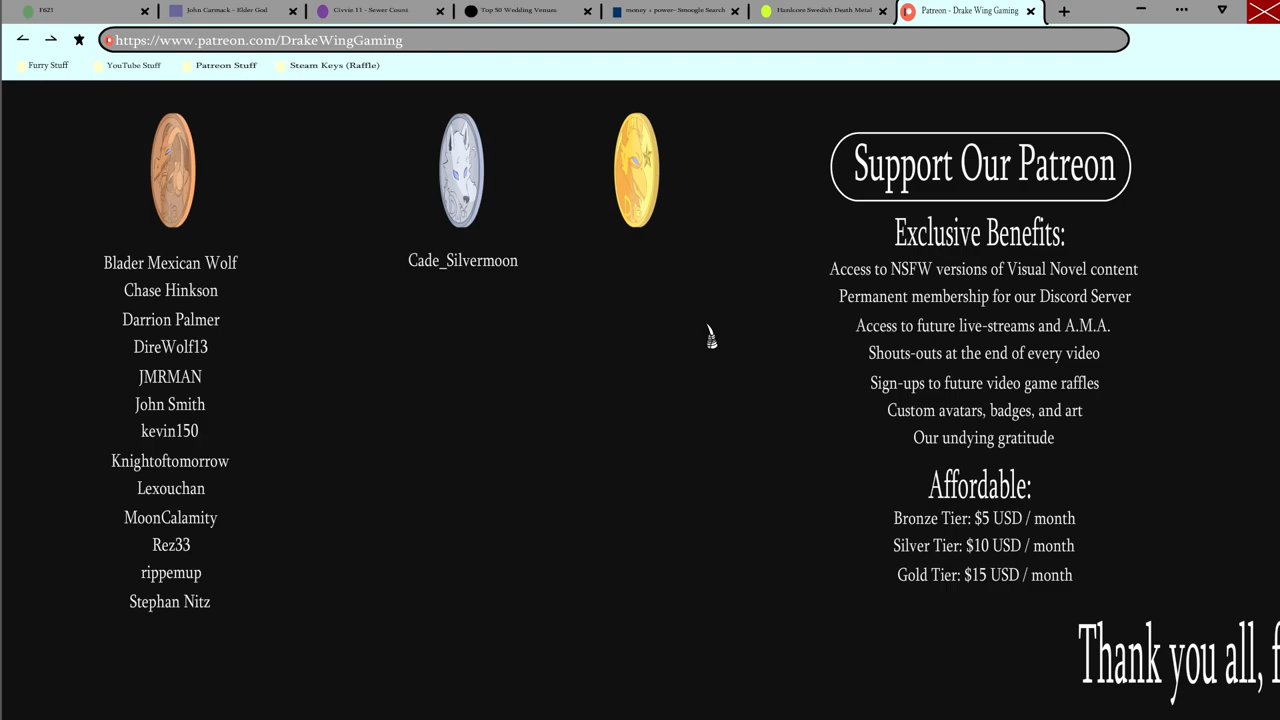 F621
John Carmack - Elder God
Civvie 11 - Sewer Count
Top 50 Wedding Venues
money + power- Smoogle Search
Hardcore Swedish Death Metal
Patreon - Drake Wing Gaming
https://www.patreon.com/DrakeWingGaming
Furry Stuff
YouTube Stuff
Patreon Stuff
Steam Keys (Raffle)
Blader Mexican Wolf
Chase Hinkson
Darrion Palmer
DireWolf13
JMRMAN
John Smith
kevin150
Knightoftomorrow
Lexouchan
MoonCalamity
Rez33
rippemup
Stephan Nitz
Cade_Silvermoon
Support Our Patreon
Exclusive Benefits:
Access to NSFW versions of Visual Novel content
Permanent membership for our Discord Server
Access to future live-streams and A.M.A.
Shouts-outs at the end of every video
Sign-ups to future video game raffles
Custom avatars, badges, and art
Our undying gratitude
Affordable:
Bronze Tier: $5 USD / month
Silver Tier: $10 USD / month
Gold Tier: $15 USD / month
Thank you all, f